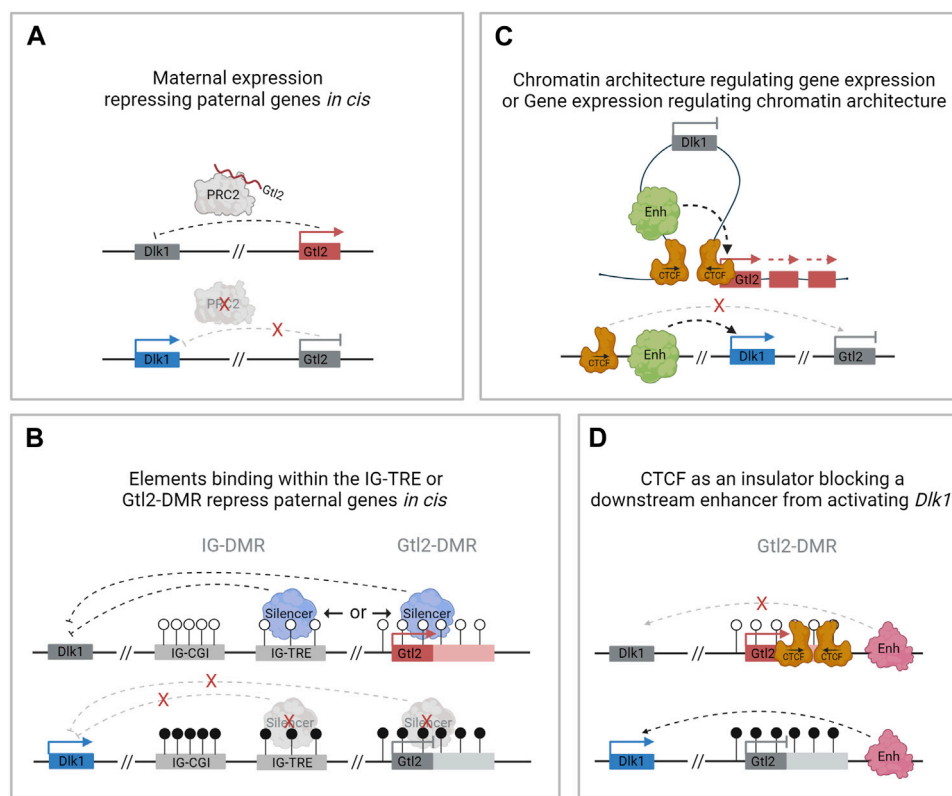 A
Maternal expression
repressing paternal genes in cis
PRC2
Gtl2
Dlk1
//
Gtl2
PRC2
X
X
Dlk1
//
Gtl2
C
Chromatin architecture regulating gene expression
or Gene expression regulating chromatin architecture
Dlk1
Enh
CTCF
CTCF
Gtl2
X
CTCF
Enh
//
Dlk1
//
Gtl2
B
Elements binding within the IG-TRE or
Gtl2-DMR repress paternal genes in cis
IG-DMR
Gtl2-DMR
Silencer
or
Silencer
Dlk1
//
IG-CGI
IG-TRE
//
Gtl2
X
X
Silencer
X
Silencer
X
Dlk1
//
IG-CGI
IG-TRE
//
Gtl2
D
CTCF as an insulator blocking a
downstream enhancer from activating Dlk1
Gtl2-DMR
X
Dlk1
//
Gtl2
CTCF
CTCF
Enh
Dlk1
//
Gtl2
Enh